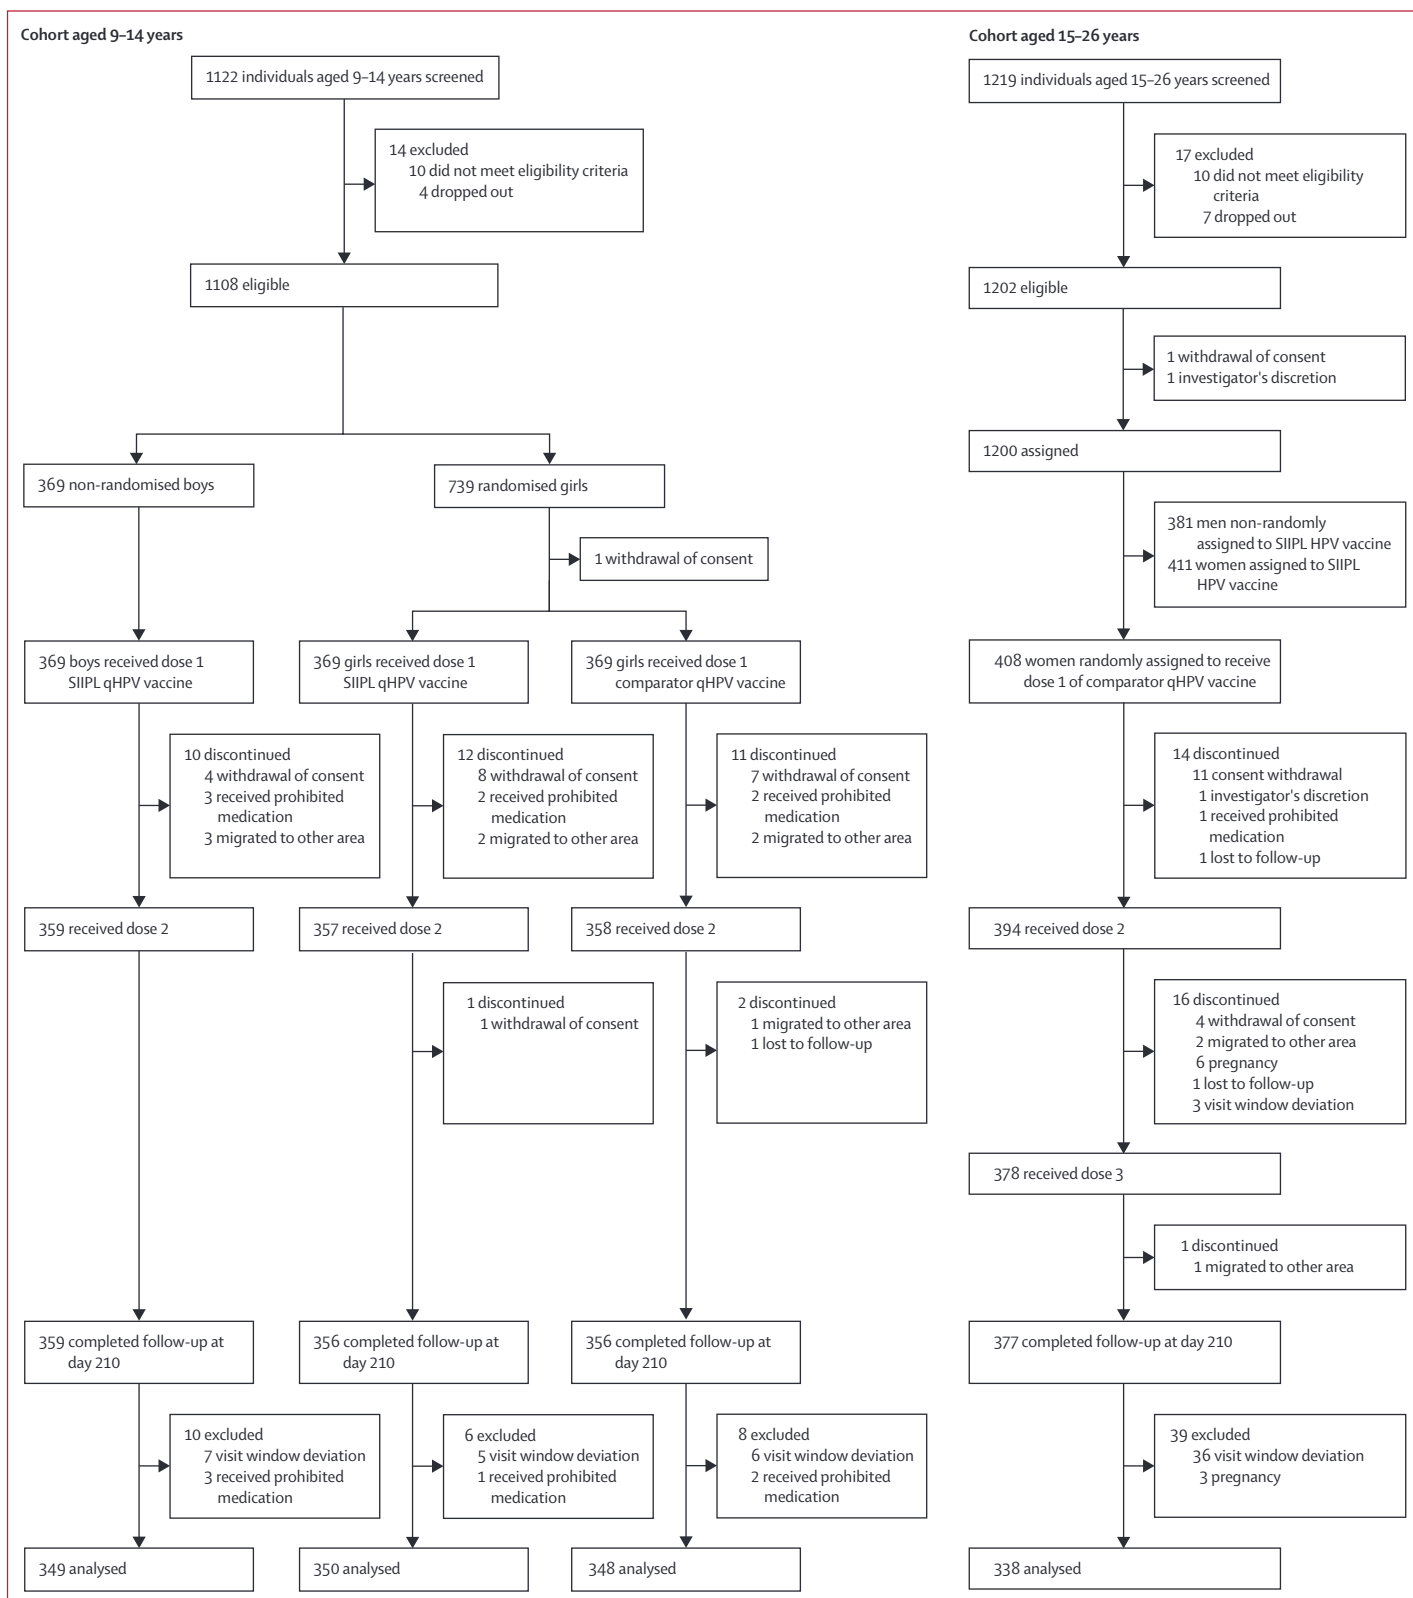 Cohort aged 9–14 years
1122 individuals aged 9–14 years screened
14 excluded
10 did not meet eligibility criteria
4 dropped out
1108 eligible
369 non-randomised boys
739 randomised girls
1 withdrawal of consent
369 boys received dose 1
SIIPL qHPV vaccine
369 girls received dose 1
SIIPL qHPV vaccine
369 girls received dose 1
comparator qHPV vaccine
10 discontinued
4 withdrawal of consent
3 received prohibited
medication
3 migrated to other area
12 discontinued
8 withdrawal of consent
2 received prohibited
medication
2 migrated to other area
11 discontinued
7 withdrawal of consent
2 received prohibited
medication
2 migrated to other area
359 received dose 2
357 received dose 2
358 received dose 2
1 discontinued
1 withdrawal of consent
2 discontinued
1 migrated to other area
1 lost to follow-up
359 completed follow-up at
day 210
356 completed follow-up at
day 210
356 completed follow-up at
day 210
10 excluded
7 visit window deviation
3 received prohibited
medication
6 excluded
5 visit window deviation
1 received prohibited
medication
8 excluded
6 visit window deviation
2 received prohibited
medication
349 analysed
350 analysed
348 analysed
Cohort aged 15–26 years
1219 individuals aged 15–26 years screened
17 excluded
10 did not meet eligibility
criteria
7 dropped out
1202 eligible
1 withdrawal of consent
1 investigator's discretion
1200 assigned
381 men non-randomly
assigned to SIIPL HPV vaccine
411 women assigned to SIIPL
HPV vaccine
408 women randomly assigned to receive
dose 1 of comparator qHPV vaccine
14 discontinued
11 consent withdrawal
1 investigator's discretion
1 received prohibited
medication
1 lost to follow-up
394 received dose 2
16 discontinued
4 withdrawal of consent
2 migrated to other area
6 pregnancy
1 lost to follow-up
3 visit window deviation
378 received dose 3
1 discontinued
1 migrated to other area
377 completed follow-up at day 210
39 excluded
36 visit window deviation
3 pregnancy
338 analysed